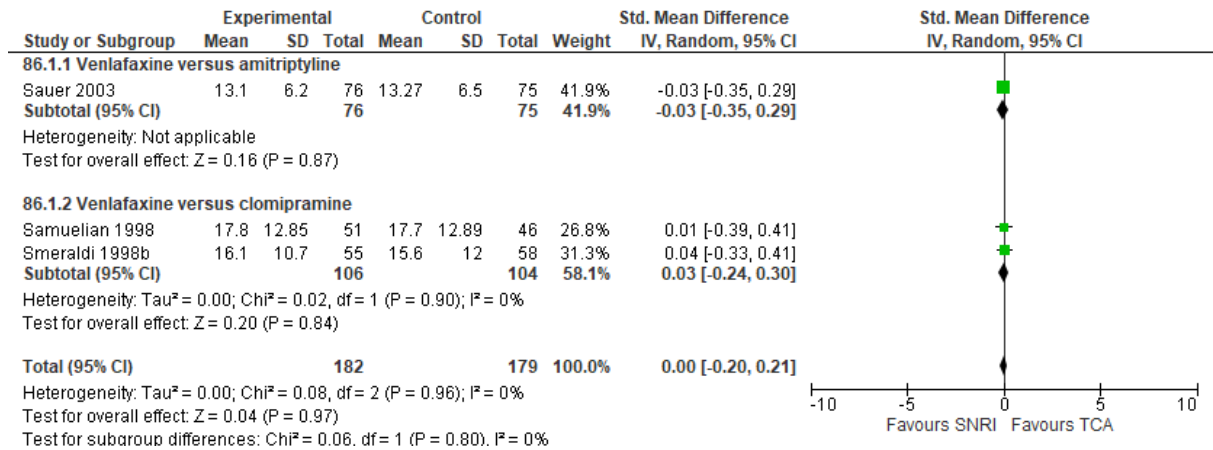 Experimental Control Std. Mean Difference Std. Mean Difference
Study or Subgroup Mean SD Total Mean SD Total Weight IV, Random, 95% CI IV, Random, 95% CI
86.1.1 Venlafaxine versus amitriptyline
Sauer 2003 13.1 6.2 76 13.27 6.5 75 41.9% -0.03 [-0.35, 0.29]
Subtotal (95% CI) 76 75 41.9% -0.03 [-0.35, 0.29]
Heterogeneity: Not applicable
Test for overall effect: Z = 0.16 (P = 0.87)
86.1.2 Venlafaxine versus clomipramine
Samuelian 1998 17.8 12.85 51 17.7 12.89 46 26.8% 0.01 [-0.39, 0.41]
Smeraldi 1998b 16.1 10.7 55 15.6 12 58 31.3% 0.04 [-0.33, 0.41]
Subtotal (95% CI) 106 104 58.1% 0.03 [-0.24, 0.30]
Heterogeneity: Tau² = 0.00; Chi² = 0.02, df = 1 (P = 0.90); I² = 0%
Test for overall effect: Z = 0.20 (P = 0.84)
Total (95% CI) 182 179 100.0% 0.00 [-0.20, 0.21]
Heterogeneity: Tau² = 0.00; Chi² = 0.08, df = 2 (P = 0.96); I² = 0%
Test for overall effect: Z = 0.04 (P = 0.97)
Test for subgroup differences: Chi² = 0.06, df = 1 (P = 0.80), I² = 0%
-10 -5 0 5 10
Favours SNRI Favours TCA